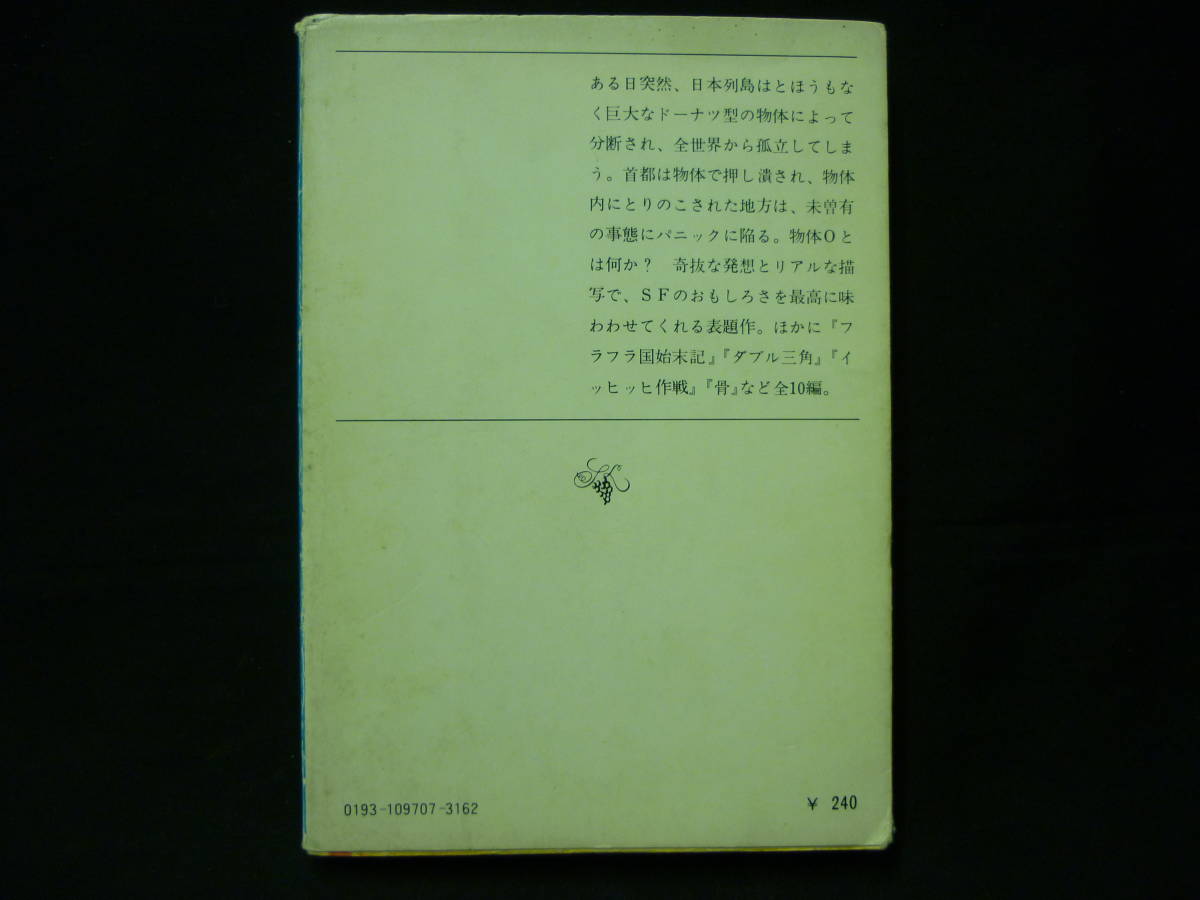 ある日突然、日本列島はとほうもな
く巨大なドーナツ型の物体によって
分断され、全世界から孤立してしま
う。首都は物体で押し潰され、物体
内にとりのこされた地方は、未曽有
の事態にパニックに陥る。物体Oと
は何か？　奇抜な発想とリアルな描
写で、ＳＦのおもしろさを最高に味
わわせてくれる表題作。ほかに『フ
ラフラ国始末記』『ダブル三角』『イ
ッヒッヒ作戦』『骨』など全10編。
SK
0193-109707-3162
¥ 240